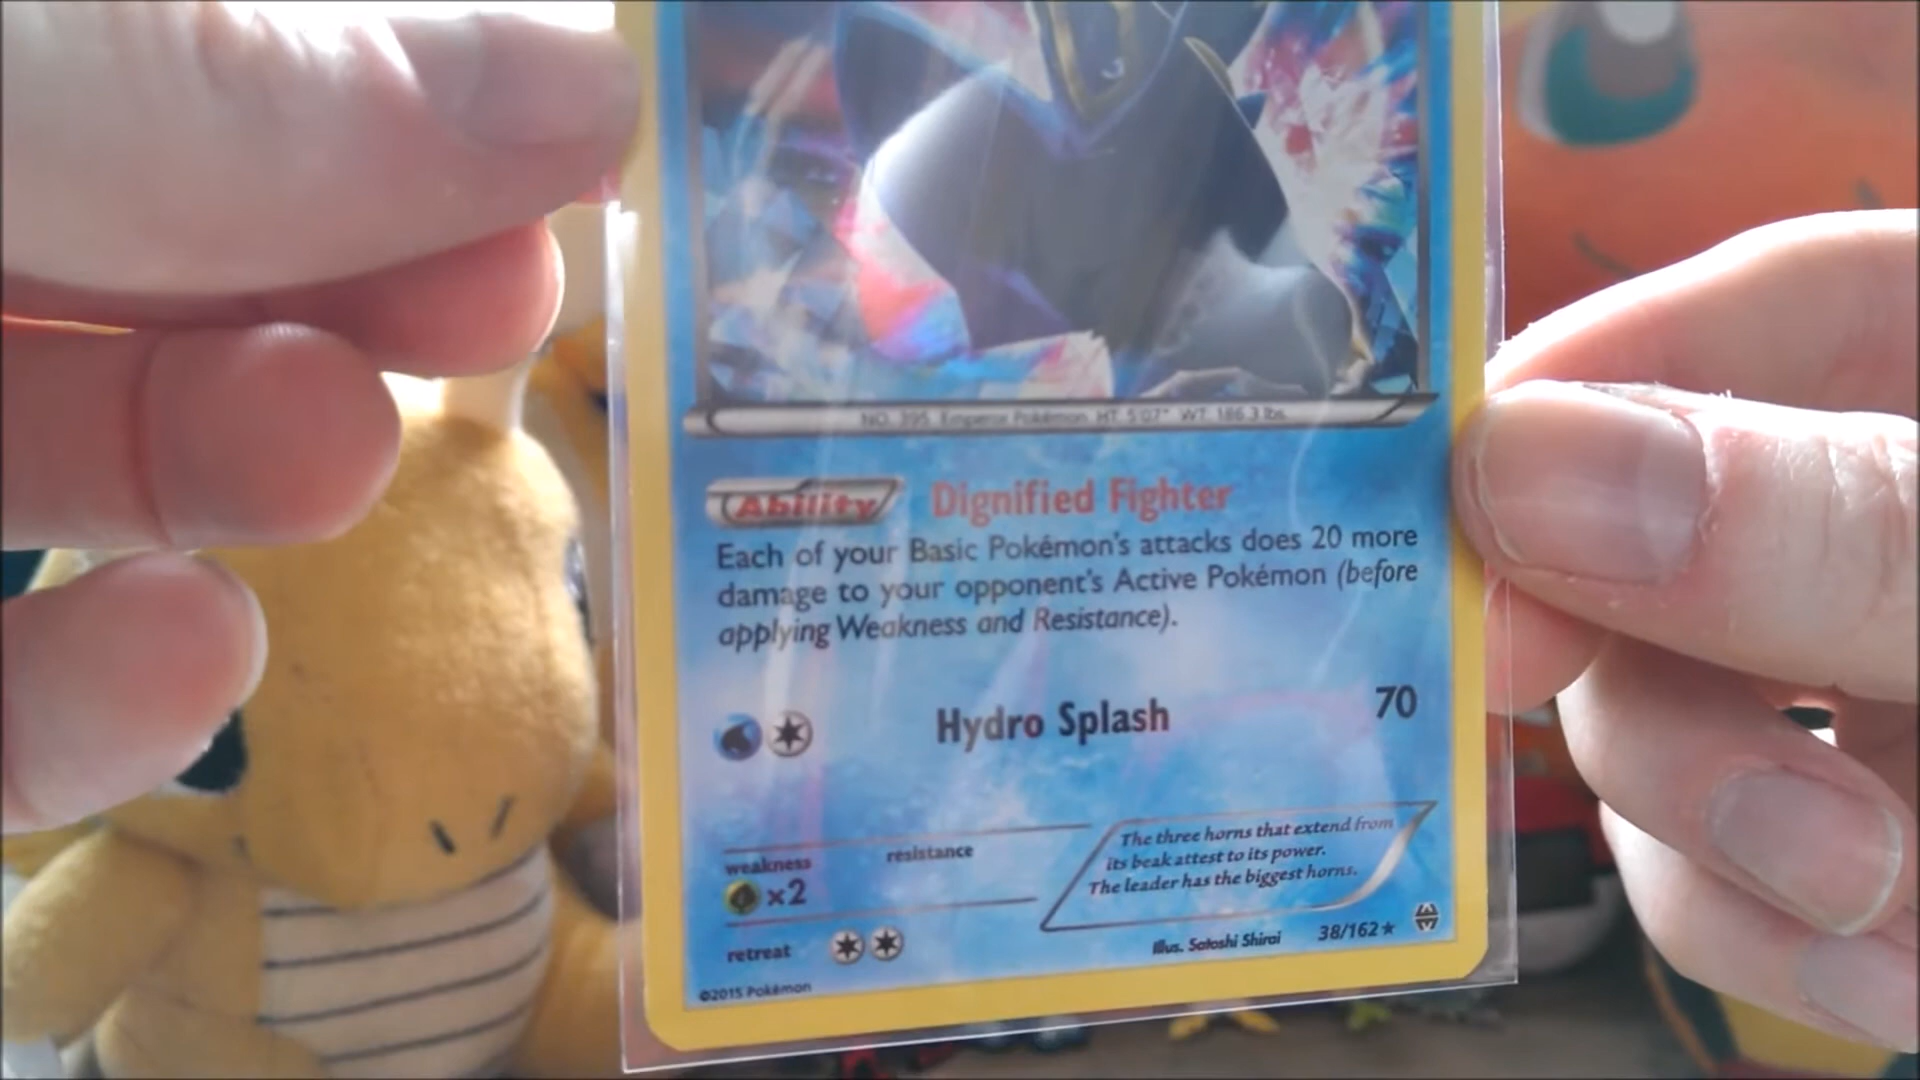 NO. 395 Emperor Pokémon HT: 5'07" WT: 186.3 lbs.
Ability Dignified Fighter
Each of your Basic Pokémon's attacks does 20 more
damage to your opponent's Active Pokémon (before
applying Weakness and Resistance).
Hydro Splash 70
weakness resistance
×2
retreat
The three horns that extend from
its beak attest to its power.
The leader has the biggest horns.
Illus. Satoshi Shirai 38/162
©2015 Pokémon